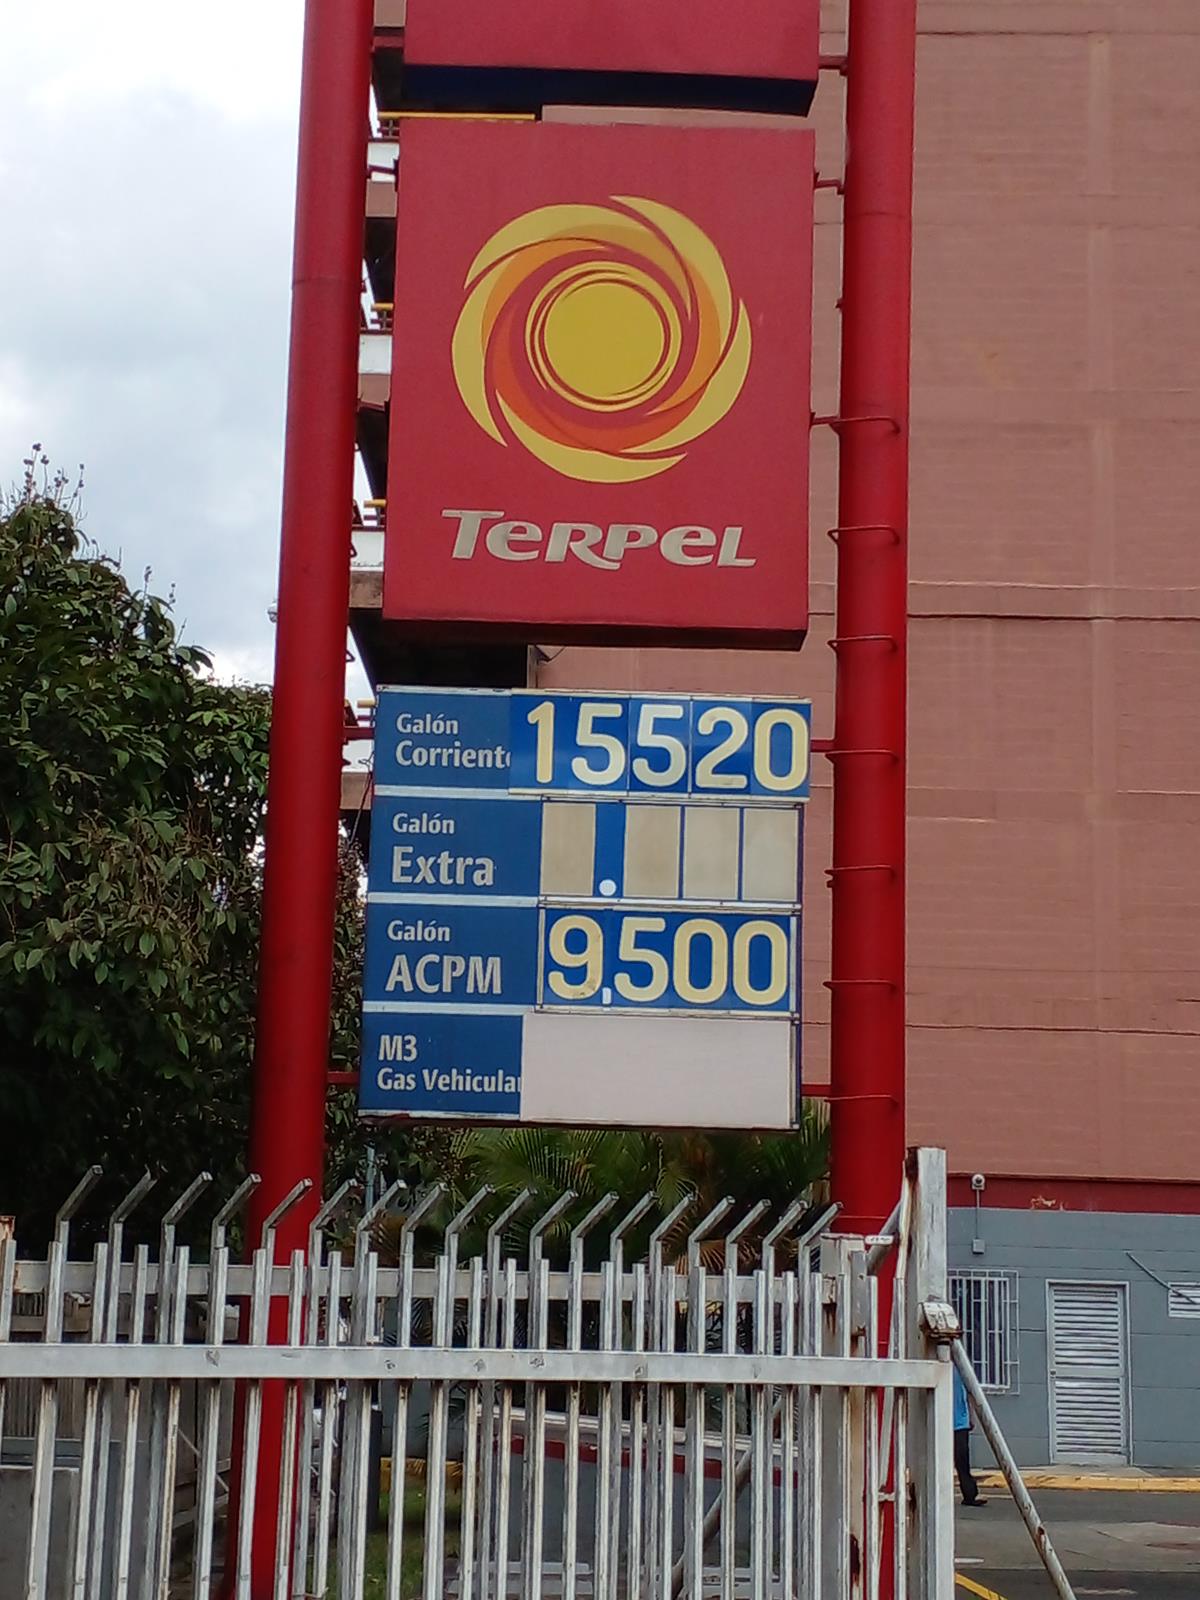 TERPEL
Galón
Corriente 15520
Galón
Extra .
Galón
ACPM 9,500
M3
Gas Vehicular